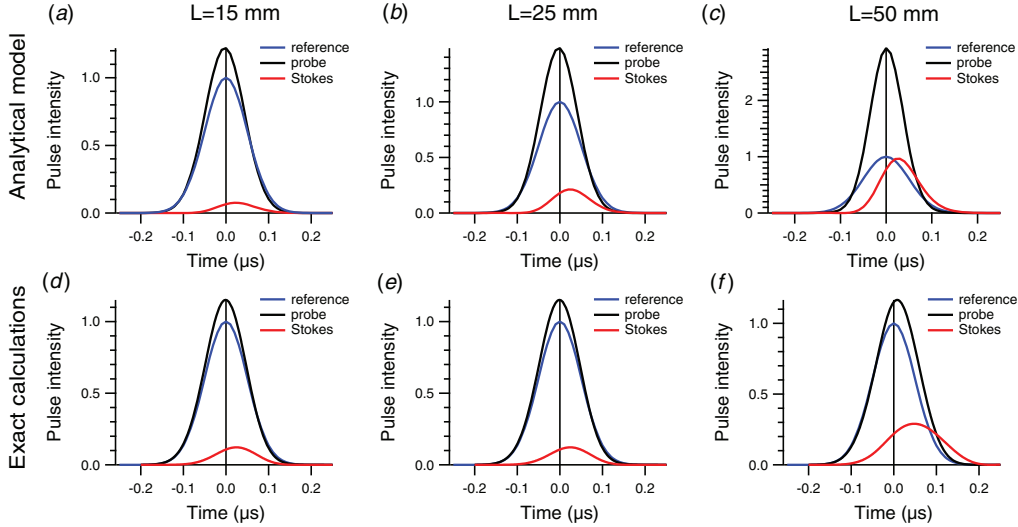 (a) L=15 mm (b) L=25 mm (c) L=50 mm
Analytical model
Pulse intensity
1.0
0.5
0.0
-0.2 -0.1 0.0 0.1 0.2
Time (µs)
reference
probe
Stokes
Pulse intensity
1.0
0.5
0.0
-0.2 -0.1 0.0 0.1 0.2
Time (µs)
reference
probe
Stokes
Pulse intensity
2
1
0
-0.2 -0.1 0.0 0.1 0.2
Time (µs)
reference
probe
Stokes
(d) (e) (f)
Exact calculations
Pulse intensity
1.0
0.5
0.0
-0.2 -0.1 0.0 0.1 0.2
Time (µs)
reference
probe
Stokes
Pulse intensity
1.0
0.5
0.0
-0.2 -0.1 0.0 0.1 0.2
Time (µs)
reference
probe
Stokes
Pulse intensity
1.0
0.5
0.0
-0.2 -0.1 0.0 0.1 0.2
Time (µs)
reference
probe
Stokes